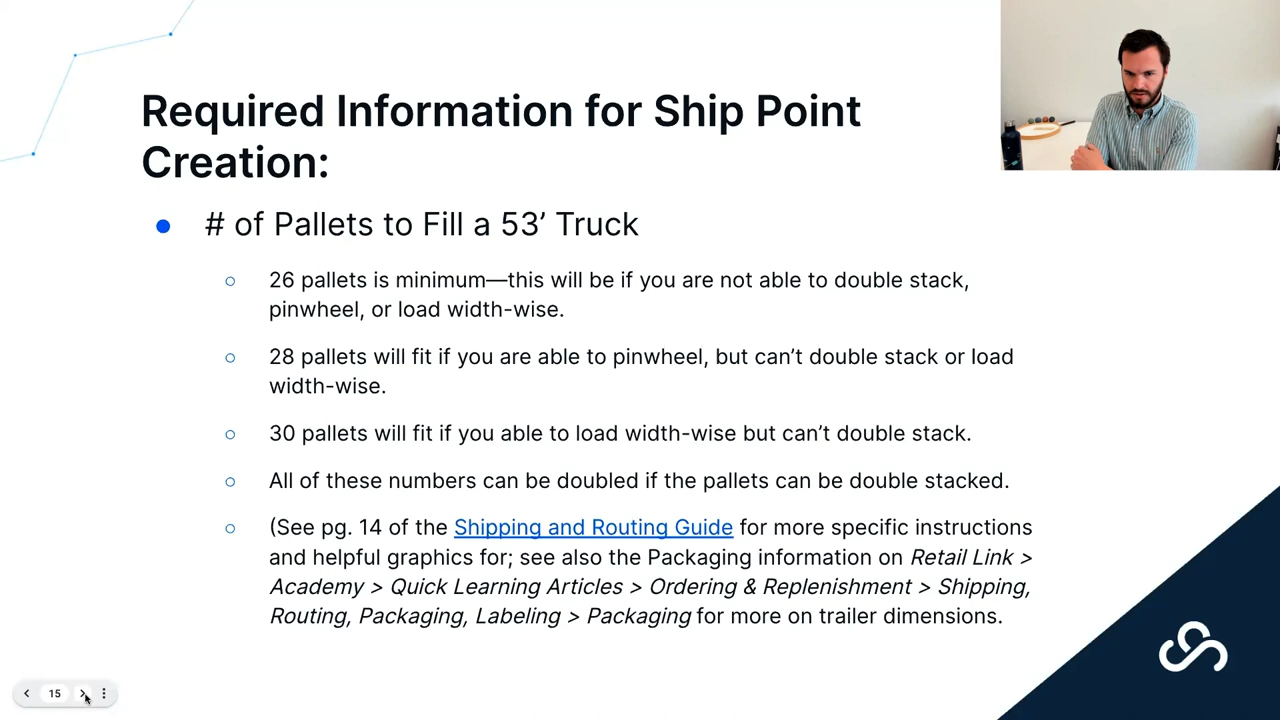 Required Information for Ship Point
Creation:
# of Pallets to Fill a 53’ Truck
26 pallets is minimum—this will be if you are not able to double stack,
pinwheel, or load width-wise.
28 pallets will fit if you are able to pinwheel, but can’t double stack or load
width-wise.
30 pallets will fit if you able to load width-wise but can’t double stack.
All of these numbers can be doubled if the pallets can be double stacked.
(See pg. 14 of the Shipping and Routing Guide for more specific instructions
and helpful graphics for; see also the Packaging information on Retail Link >
Academy > Quick Learning Articles > Ordering & Replenishment > Shipping,
Routing, Packaging, Labeling > Packaging for more on trailer dimensions.
15